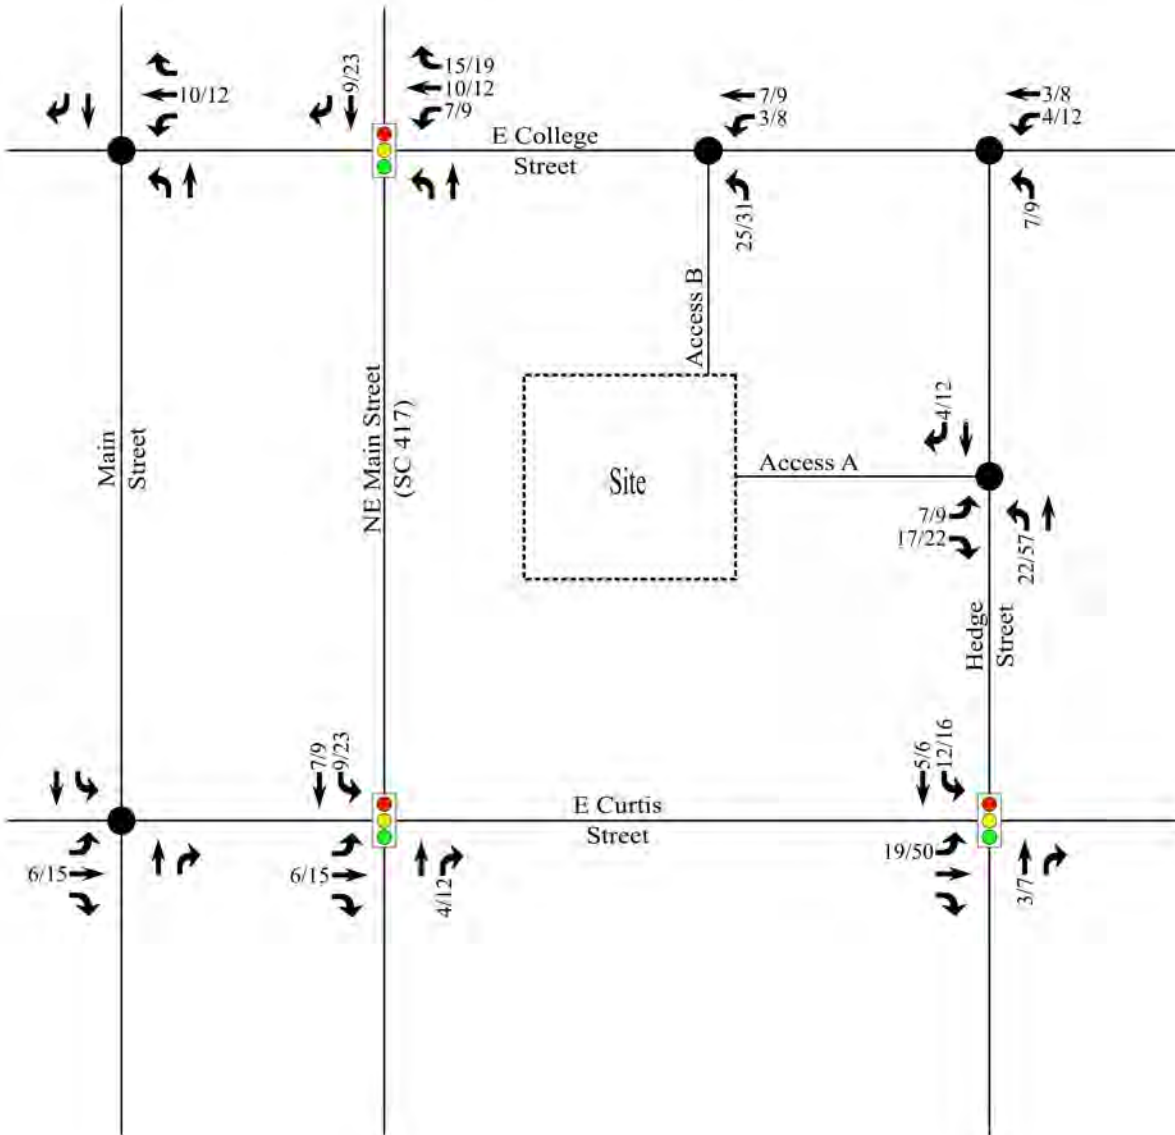 9/23
15/19
10/12
10/12
7/9
7/9
3/8
3/8
4/12
E College
Street
25/31
7/9
Access B
NE Main Street
(SC 417)
Main
Street
Site
Access A
4/12
7/9
17/22
22/57
Hedge
Street
7/9
9/23
5/6
12/16
E Curtis
Street
6/15
6/15
4/12
19/50
3/7